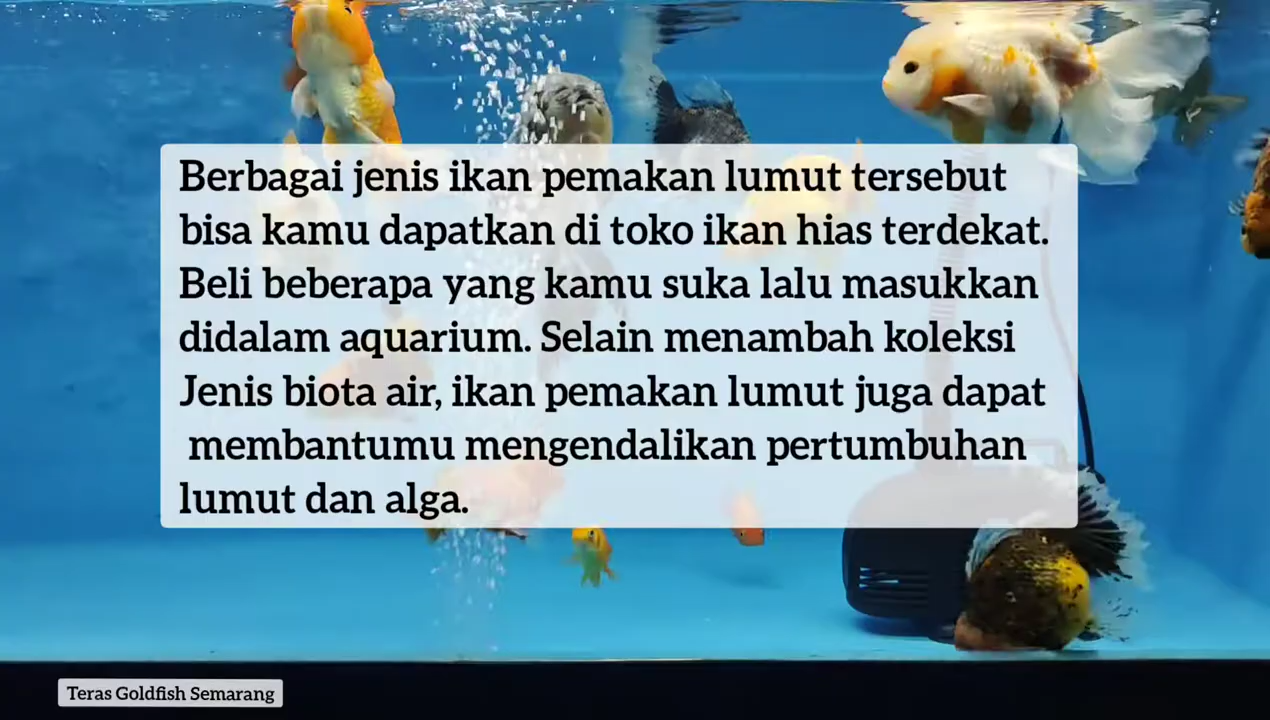 Berbagai jenis ikan pemakan lumut tersebut
bisa kamu dapatkan di toko ikan hias terdekat.
Beli beberapa yang kamu suka lalu masukkan
didalam aquarium. Selain menambah koleksi
Jenis biota air, ikan pemakan lumut juga dapat
membantumu mengendalikan pertumbuhan
lumut dan alga.
Teras Goldfish Semarang